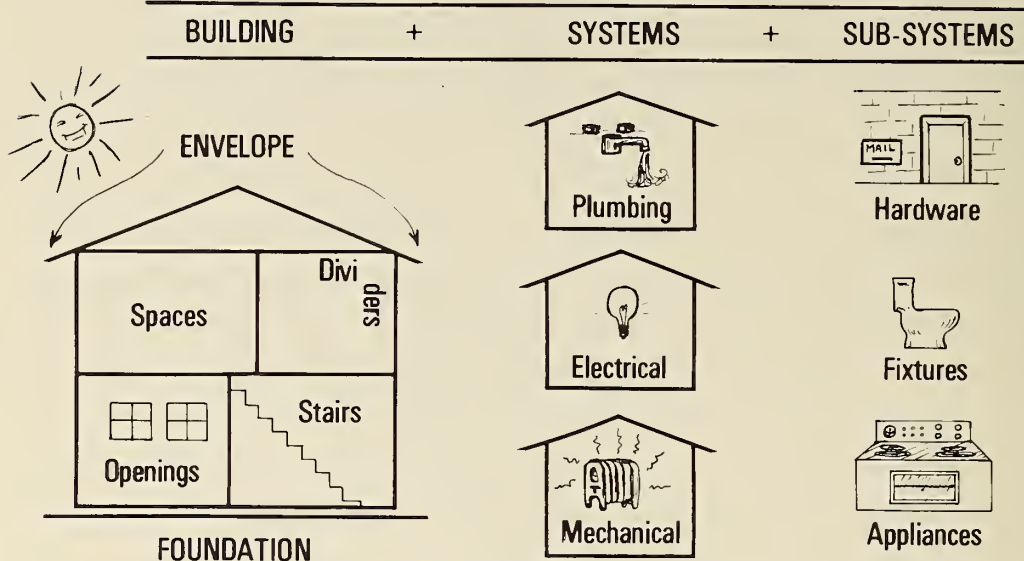 BUILDING + SYSTEMS + SUB-SYSTEMS
ENVELOPE
Divi
ders
Spaces
Stairs
Openings
FOUNDATION
Plumbing
Electrical
Mechanical
MAIL
Hardware
Fixtures
Appliances